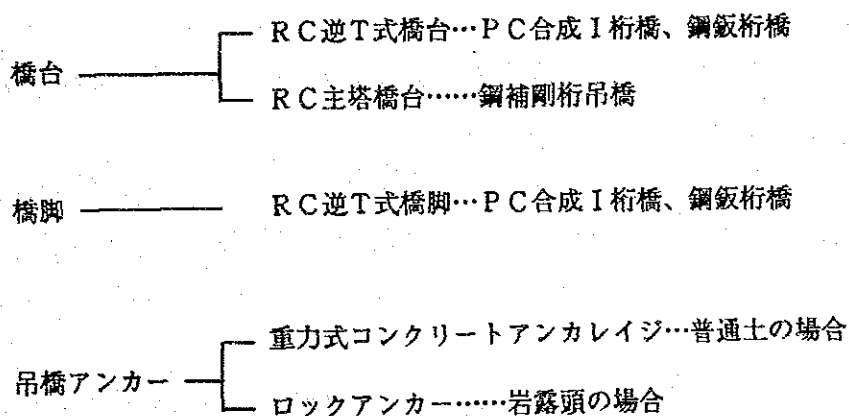 橋台
RC逆T式橋台…PC合成I桁橋、鋼鈑桁橋
RC主塔橋台……鋼補剛桁吊橋
橋脚
RC逆T式橋脚…PC合成I桁橋、鋼鈑桁橋
吊橋アンカー
重力式コンクリートアンカレイジ…普通土の場合
ロックアンカー……岩露頭の場合